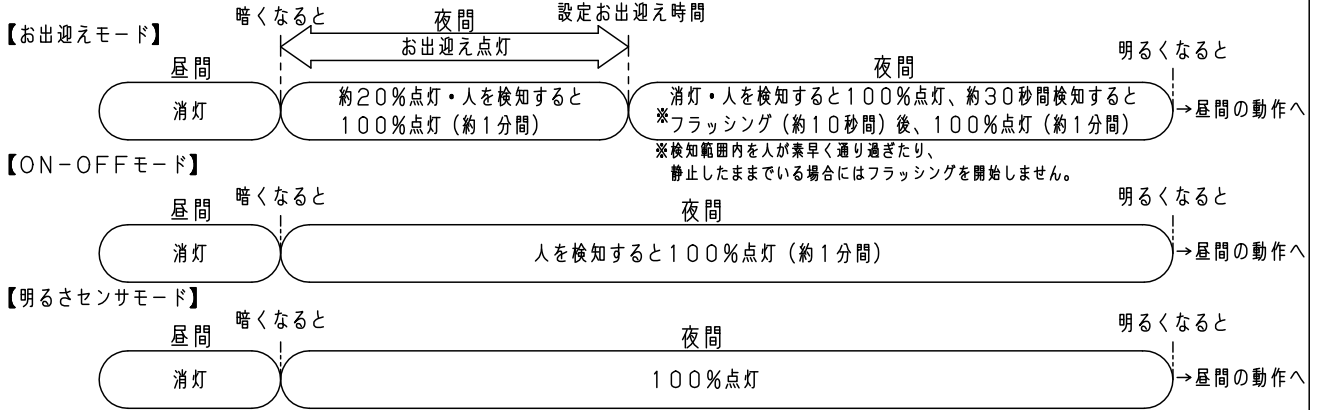 暗くなると 夜間 設定お出迎え時間
【お出迎えモード】
お出迎え点灯
昼間 夜間 明るくなると
消灯
約20%点灯・人を検知すると
100%点灯(約1分間)
消灯・人を検知すると100%点灯、約30秒間検知すると
※フラッシング(約10秒間)後、100%点灯(約1分間)
→昼間の動作へ
※検知範囲内を人が素早く通り過ぎたり、
静止したままでいる場合にはフラッシングを開始しません。
【ON-OFFモード】
昼間 暗くなると 夜間 明るくなると
消灯 人を検知すると100%点灯(約1分間) →昼間の動作へ
【明るさセンサモード】
昼間 暗くなると 夜間 明るくなると
消灯 100%点灯 →昼間の動作へ